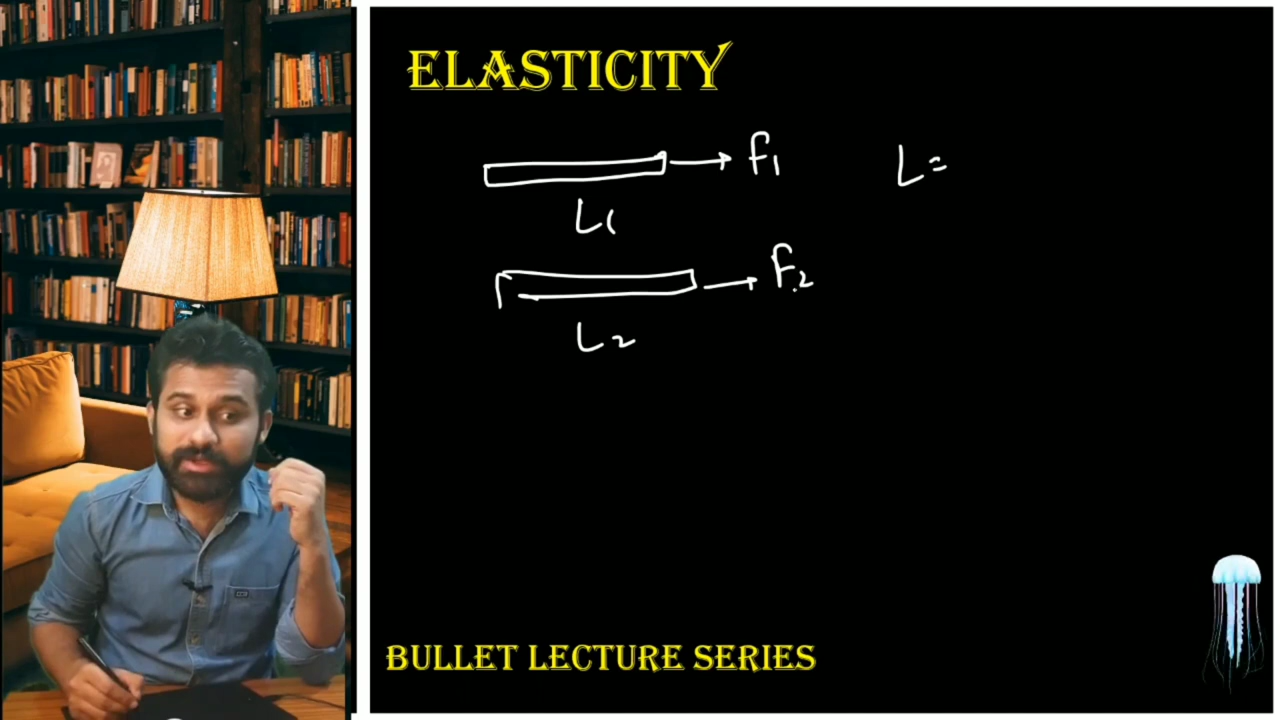 ELASTICITY
F1
L=
L1
F2
L2
BULLET LECTURE SERIES